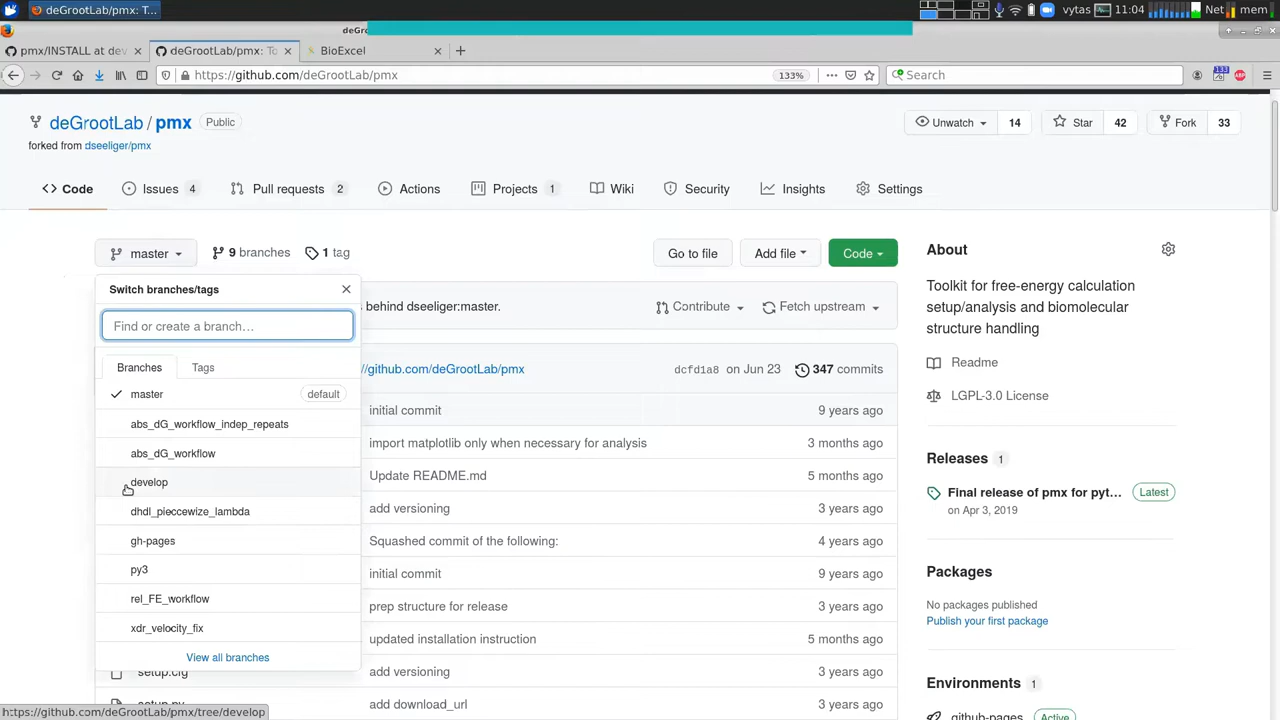 deGrootLab/pmx: T...
vytas
11:04
Net
mem
deGro
pmx/INSTALL at dev
deGrootLab/pmx: To
BioExcel
https://github.com/deGrootLab/pmx
133%
Search
133
ABP
deGrootLab / pmx
Public
Unwatch
14
Star
42
Fork
33
forked from dseeliger/pmx
Code
Issues 4
Pull requests 2
Actions
Projects 1
Wiki
Security
Insights
Settings
master
9 branches
1 tag
Go to file
Add file
Code
About
Switch branches/tags
Find or create a branch…
Branches
Tags
master
default
abs_dG_workflow_indep_repeats
abs_dG_workflow
develop
dhdl_pieccewize_lambda
gh-pages
py3
rel_FE_workflow
xdr_velocity_fix
View all branches
behind dseeliger:master.
Contribute
Fetch upstream
//github.com/deGrootLab/pmx
dcfd1a8 on Jun 23
347 commits
initial commit
9 years ago
import matplotlib only when necessary for analysis
3 months ago
Update README.md
5 months ago
add versioning
3 years ago
Squashed commit of the following:
4 years ago
initial commit
9 years ago
prep structure for release
3 years ago
updated installation instruction
5 months ago
setup.cfg
add versioning
3 years ago
setup.py
add download_url
3 years ago
Toolkit for free-energy calculation
setup/analysis and biomolecular
structure handling
Readme
LGPL-3.0 License
Releases 1
Final release of pmx for pyt...
Latest
on Apr 3, 2019
Packages
No packages published
Publish your first package
Environments 1
github-pages
Active
https://github.com/deGrootLab/pmx/tree/develop